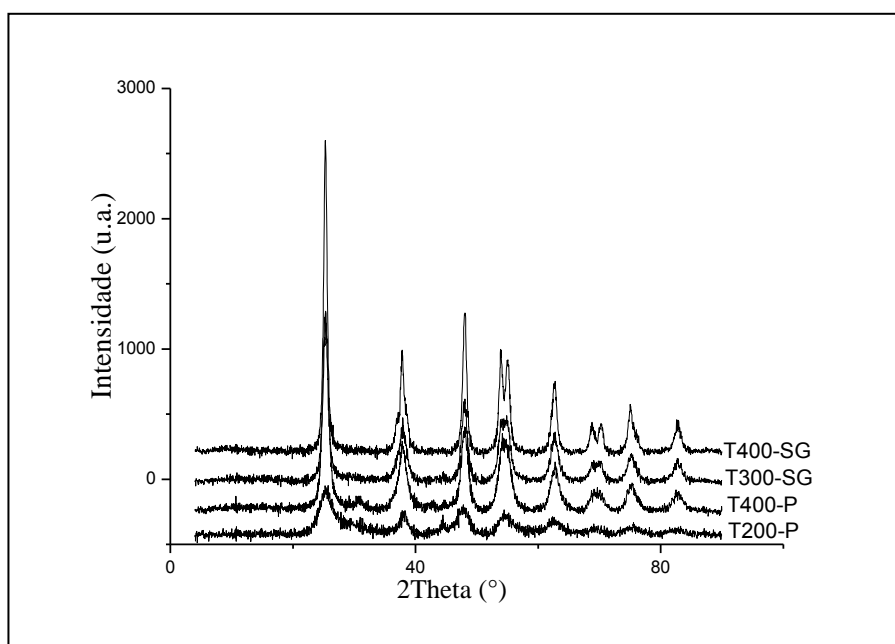 3000
2000
1000
0
Intensidade (u.a.)
T400-SG
T300-SG
T400-P
T200-P
0 40 80
2Theta (°)